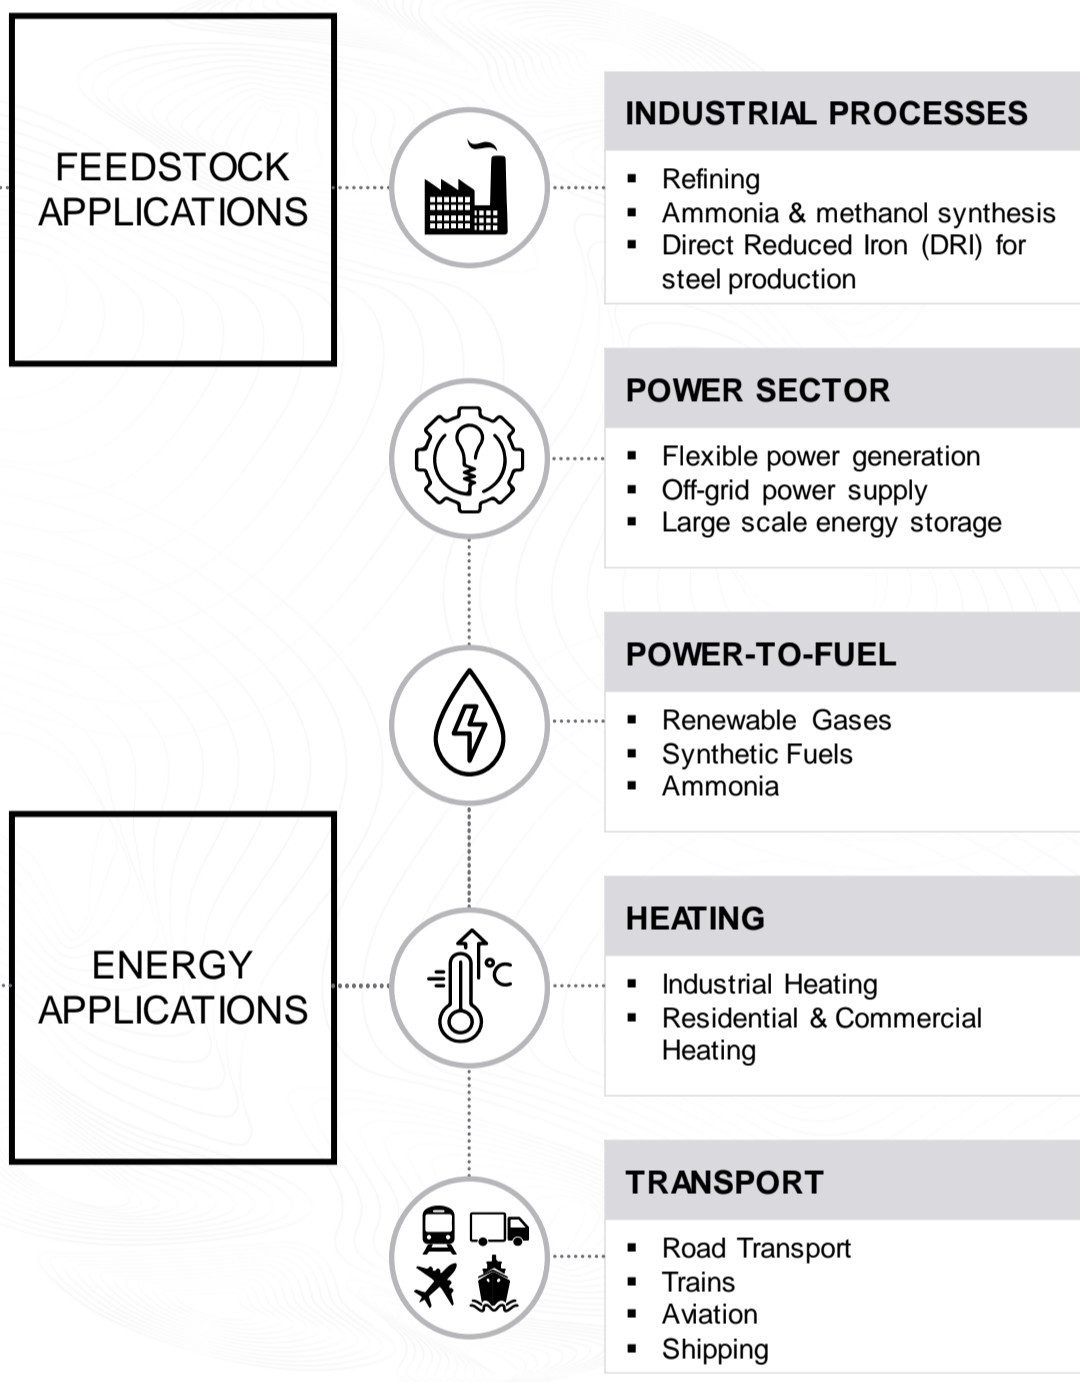 FEEDSTOCK
APPLICATIONS
INDUSTRIAL PROCESSES
▪ Refining
▪ Ammonia & methanol synthesis
▪ Direct Reduced Iron (DRI) for
steel production
POWER SECTOR
▪ Flexible power generation
▪ Off-grid power supply
▪ Large scale energy storage
POWER-TO-FUEL
▪ Renewable Gases
▪ Synthetic Fuels
▪ Ammonia
ENERGY
APPLICATIONS
°C
HEATING
▪ Industrial Heating
▪ Residential & Commercial
Heating
TRANSPORT
▪ Road Transport
▪ Trains
▪ Aviation
▪ Shipping